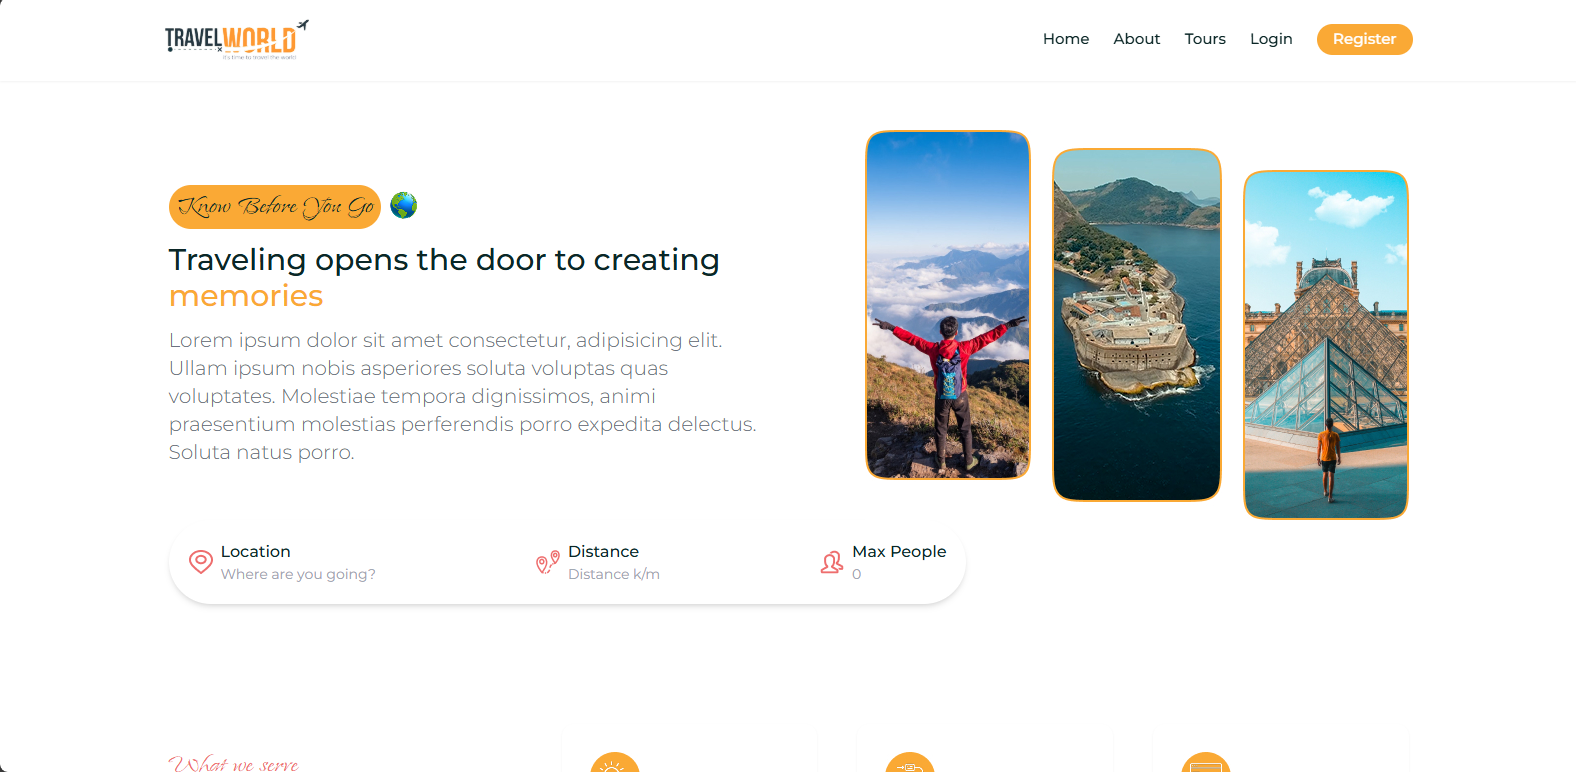 TRAVELWORLD
it's time to travel the world
Home
About
Tours
Login
Register
Know Before You Go
Traveling opens the door to creating
memories
Lorem ipsum dolor sit amet consectetur, adipisicing elit.
Ullam ipsum nobis asperiores soluta voluptas quas
voluptates. Molestiae tempora dignissimos, animi
praesentium molestias perferendis porro expedita delectus.
Soluta natus porro.
Location
Where are you going?
Distance
Distance k/m
Max People
0
What we serve